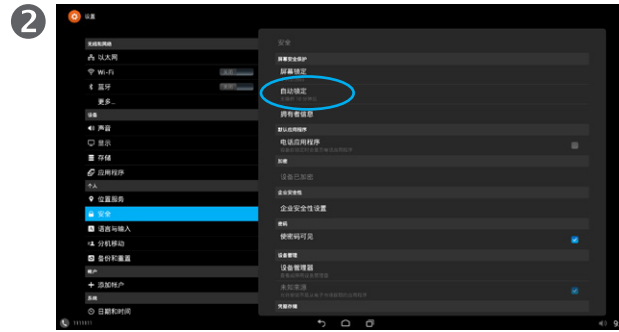 2
设置
无线和网络
以太网
Wi-Fi
蓝牙
更多...
设备
声音
显示
存储
应用程序
个人
位置服务
安全
语言与输入
分机移动
备份和重置
帐户
添加帐户
系统
日期和时间
安全
屏幕安全保护
屏幕锁定
自动锁定
拥有者信息
默认应用程序
电话应用程序
加密
设备已加密
企业安全性
企业安全性设置
密码
使密码可见
设备管理
设备管理器
未知来源
凭据存储
9